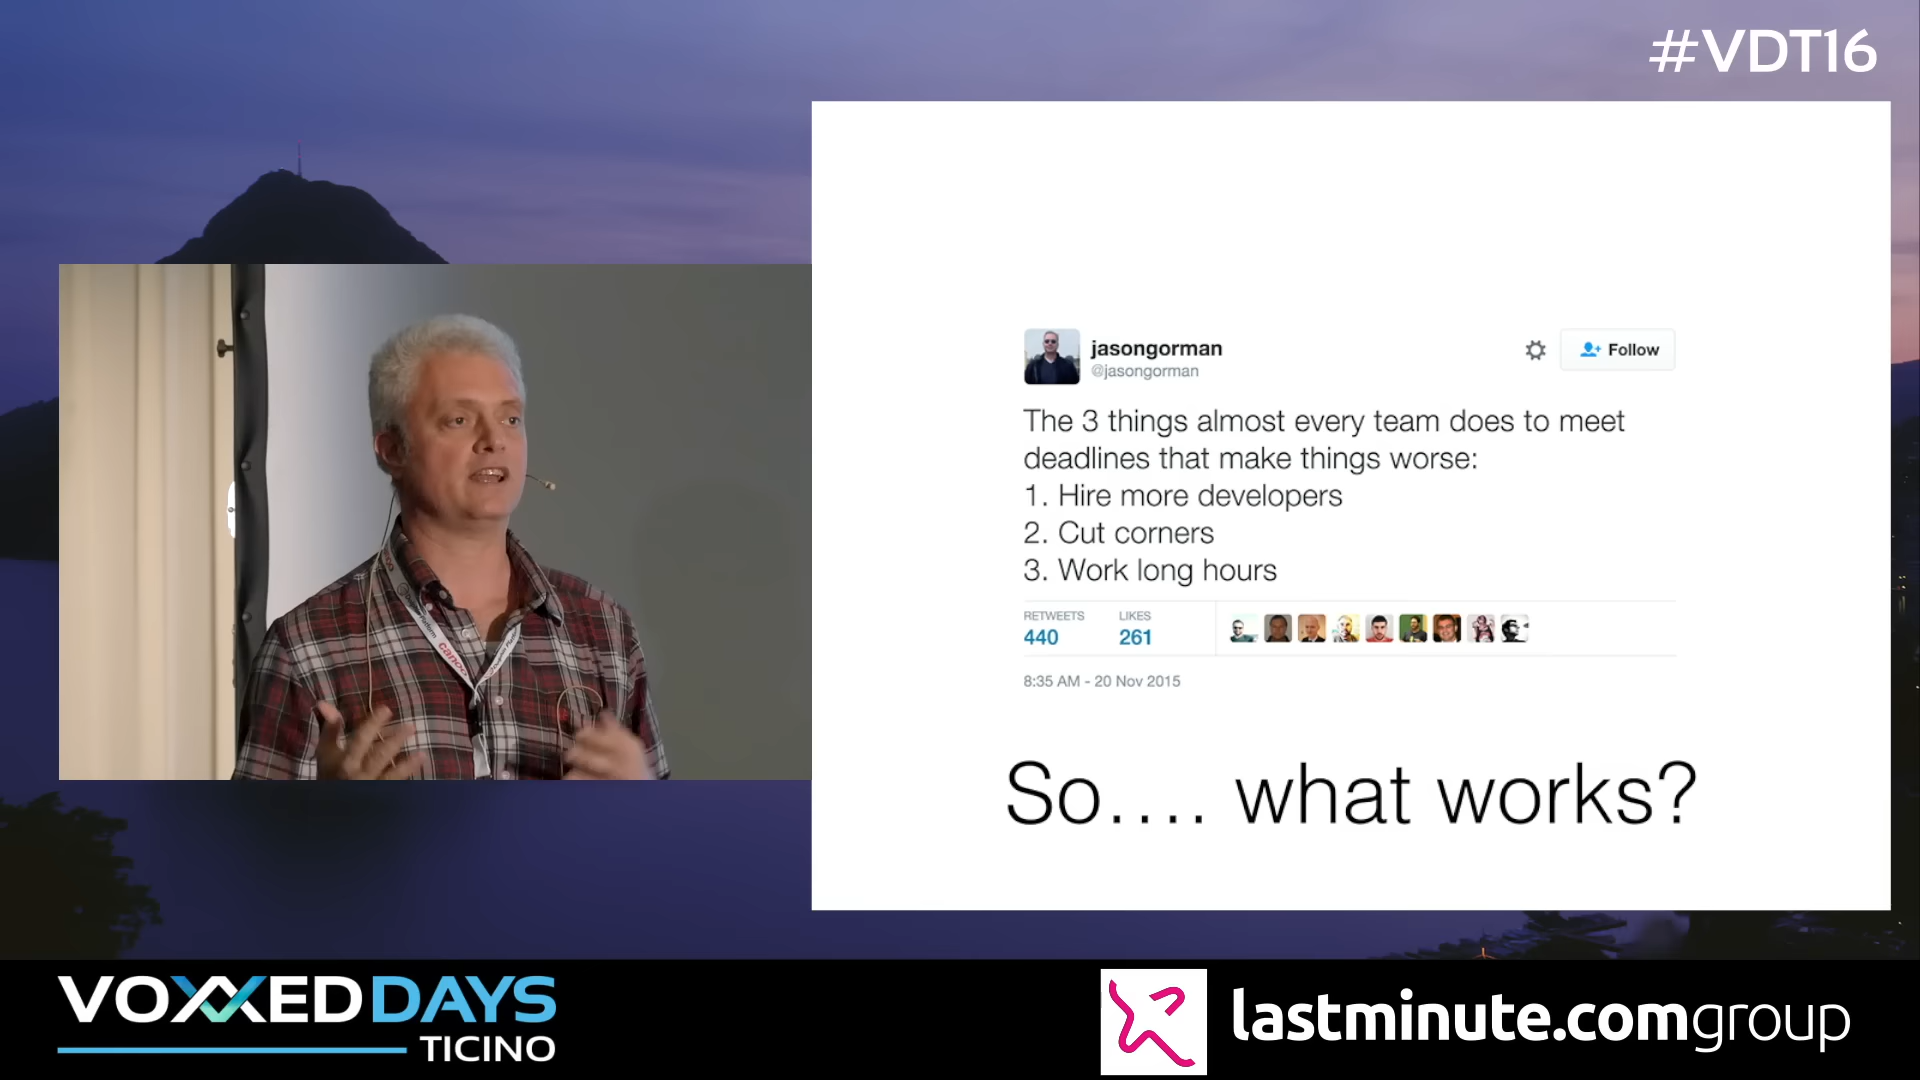 #VDT16
jasongorman
@jasongorman
Follow
The 3 things almost every team does to meet
deadlines that make things worse:
1. Hire more developers
2. Cut corners
3. Work long hours
RETWEETS
LIKES
440
261
8:35 AM - 20 Nov 2015
So.... what works?
canoo
VOXXEDDAYS
TICINO
lastminute.comgroup